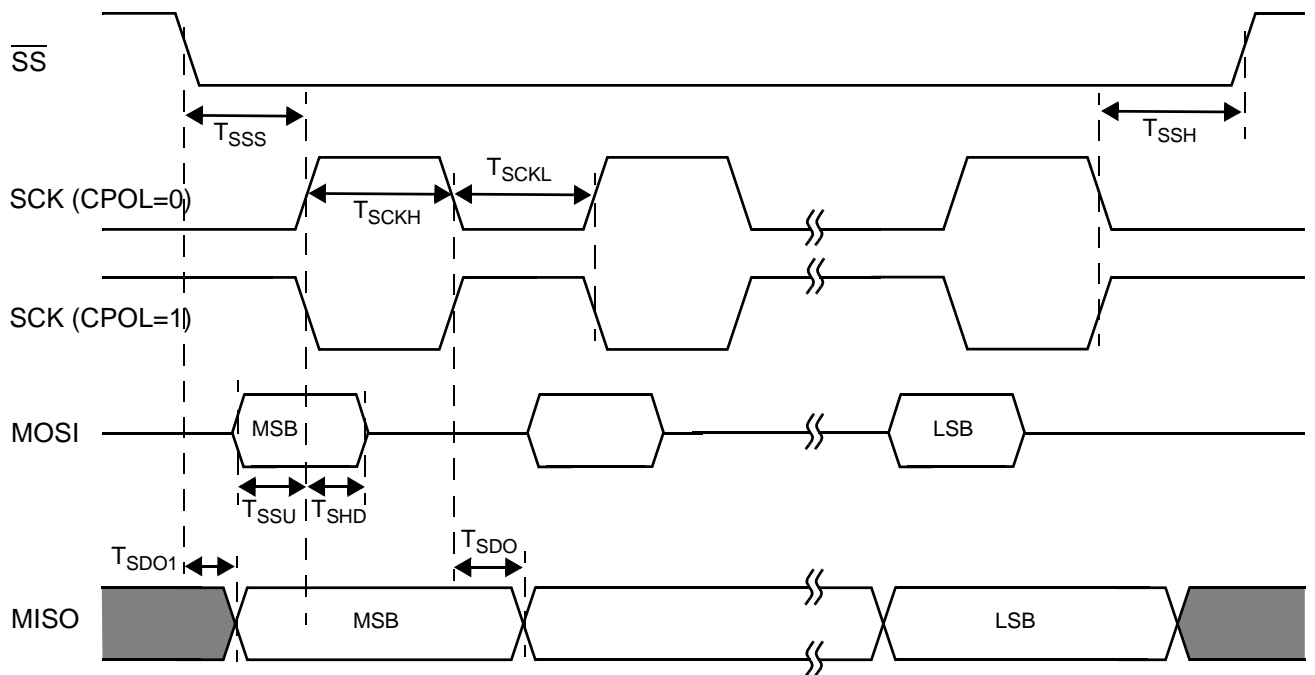 SS
TSSS
TSSH
SCK (CPOL=0)
TSCKH
TSCKL
SCK (CPOL=1)
MOSI
MSB
LSB
TSSU
TSHD
TSDO1
TSDO
MISO
MSB
LSB